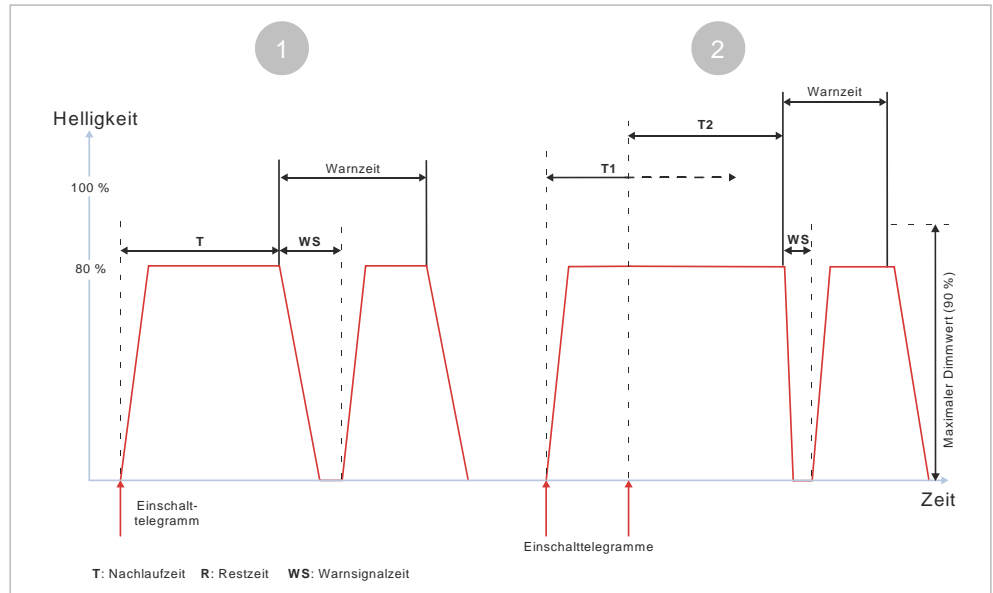 1
2
Warnzeit
Helligkeit
T2
Warnzeit
T1
100 %
T
WS
WS
80 %
Maximaler Dimmwert (90 %)
Zeit
Einschalt-
telegramm
Einschalttelegramme
T: Nachlaufzeit R: Restzeit WS: Warnsignalzeit